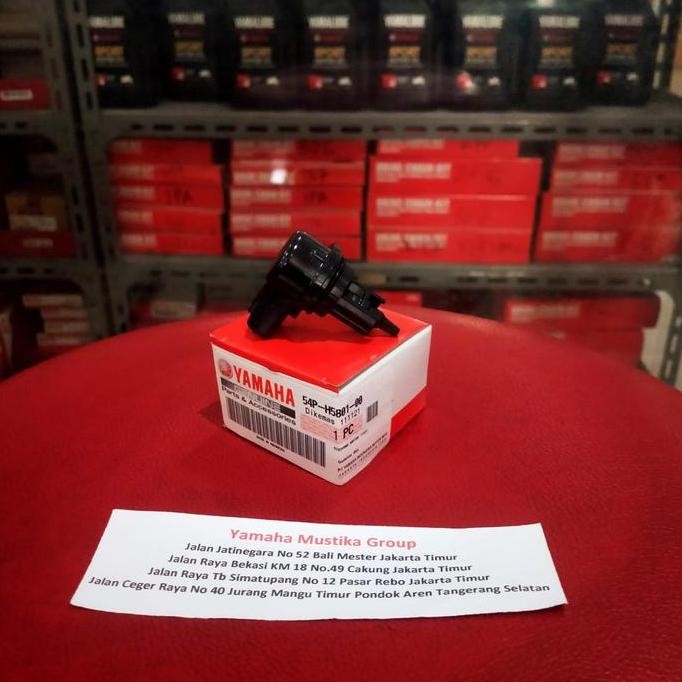 YAMAHA
GENUINE
Parts & Accessories
54P-H5801-00
Dikemas 111121
1 PC
Yamaha Mustika Group
Jalan Jatinegara No 52 Bali Mester Jakarta Timur
Jalan Raya Bekasi KM 18 No.49 Cakung Jakarta Timur
Jalan Raya Tb Simatupang No 12 Pasar Rebo Jakarta Timur
Jalan Ceger Raya No 40 Jurang Mangu Timur Pondok Aren Tangerang Selatan